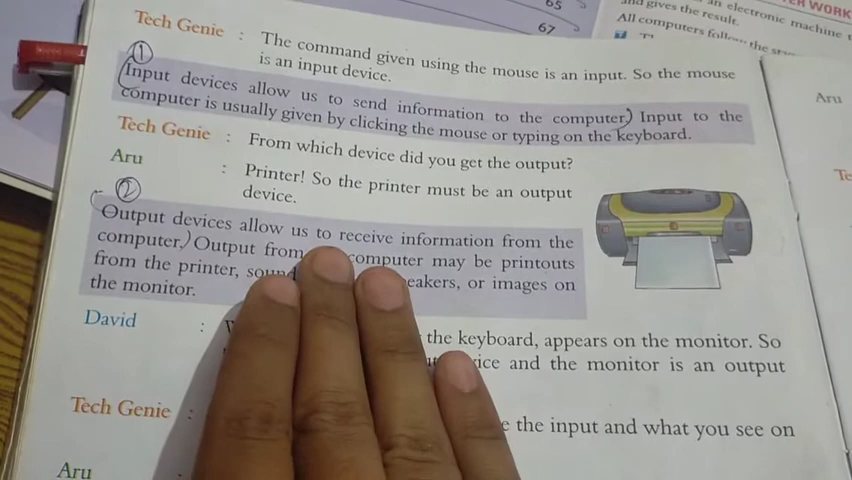 65
67
an electronic machine
ER WORK
and gives the result.
All computers follow the
Tech Genie : The command given using the mouse is an input. So the mouse
is an input device.
1
(Input devices allow us to send information to the computer.) Input to the
computer is usually given by clicking the mouse or typing on the keyboard.
Tech Genie : From which device did you get the output?
Aru : Printer! So the printer must be an output
device.
2
(Output devices allow us to receive information from the
computer.) Output from computer may be printouts
from the printer, eakers, or images on
the monitor.
David : the keyboard, appears on the monitor. So
ice and the monitor is an output
Tech Genie : e the input and what you see on
Aru :
Aru
Te